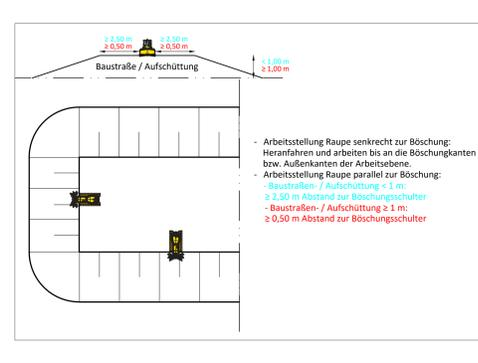 ≥ 2,50 m ≥ 2,50 m
≥ 0,50 m ≥ 0,50 m
< 1,00 m
≥ 1,00 m
Baustraße / Aufschüttung
- Arbeitsstellung Raupe senkrecht zur Böschung:
Heranfahren und arbeiten bis an die Böschungkanten
bzw. Außenkanten der Arbeitsebene.
- Arbeitsstellung Raupe parallel zur Böschung:
- Baustraßen- / Aufschüttung < 1 m:
≥ 2,50 m Abstand zur Böschungsschulter
- Baustraßen- / Aufschüttung ≥ 1 m:
≥ 0,50 m Abstand zur Böschungsschulter